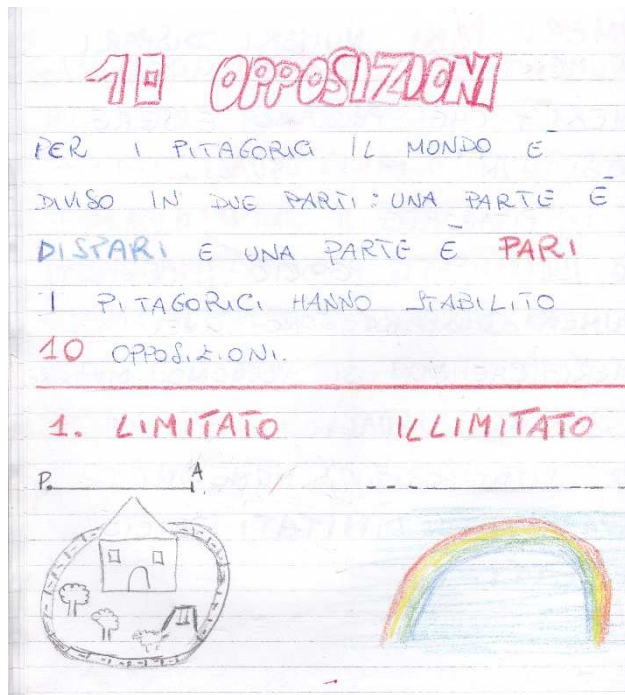 10 OPPOSIZIONI
PER I PITAGORICI IL MONDO È
DIVISO IN DUE PARTI: UNA PARTE È
DISPARI E UNA PARTE È PARI
I PITAGORICI HANNO STABILITO
10 OPPOSIZIONI.
1. LIMITATO ILLIMITATO
P. A